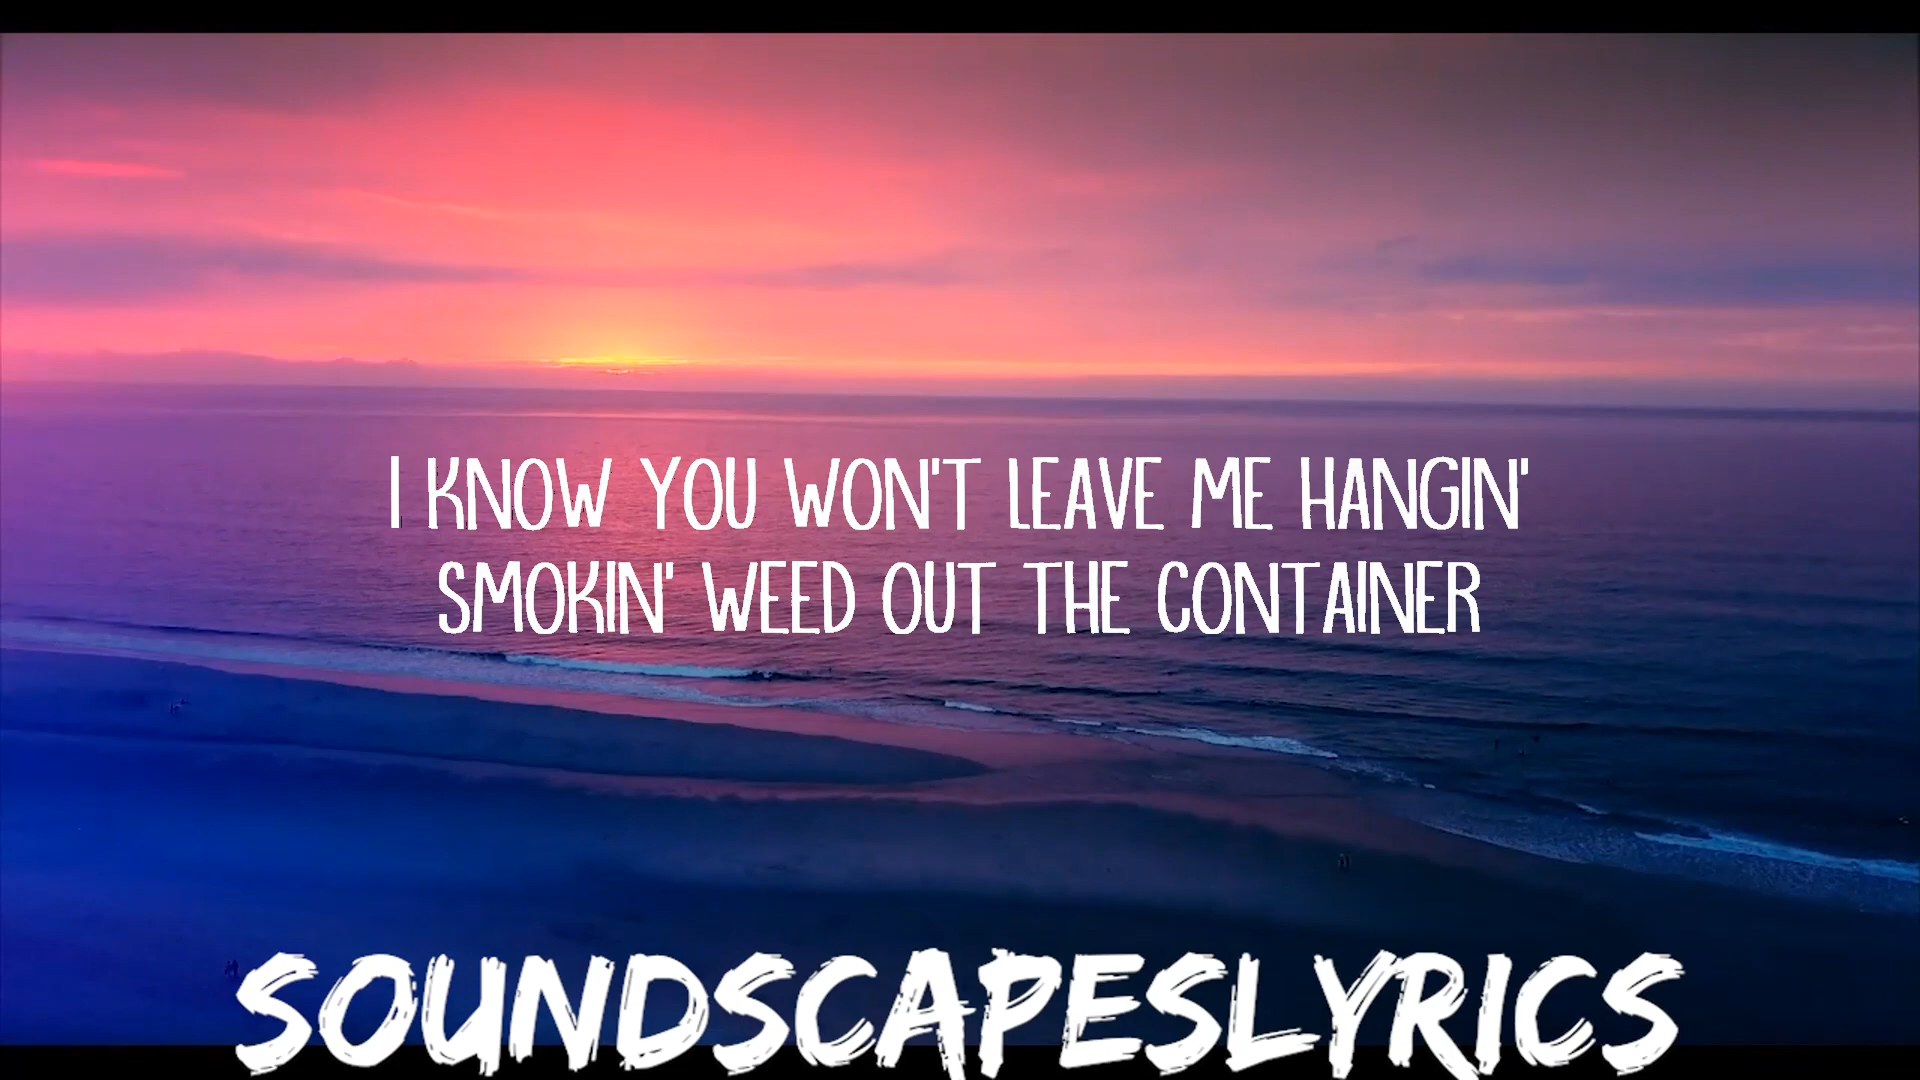 I KNOW YOU WON'T LEAVE ME HANGIN'
SMOKIN' WEED OUT THE CONTAINER
SOUNDSCAPESLYRICS